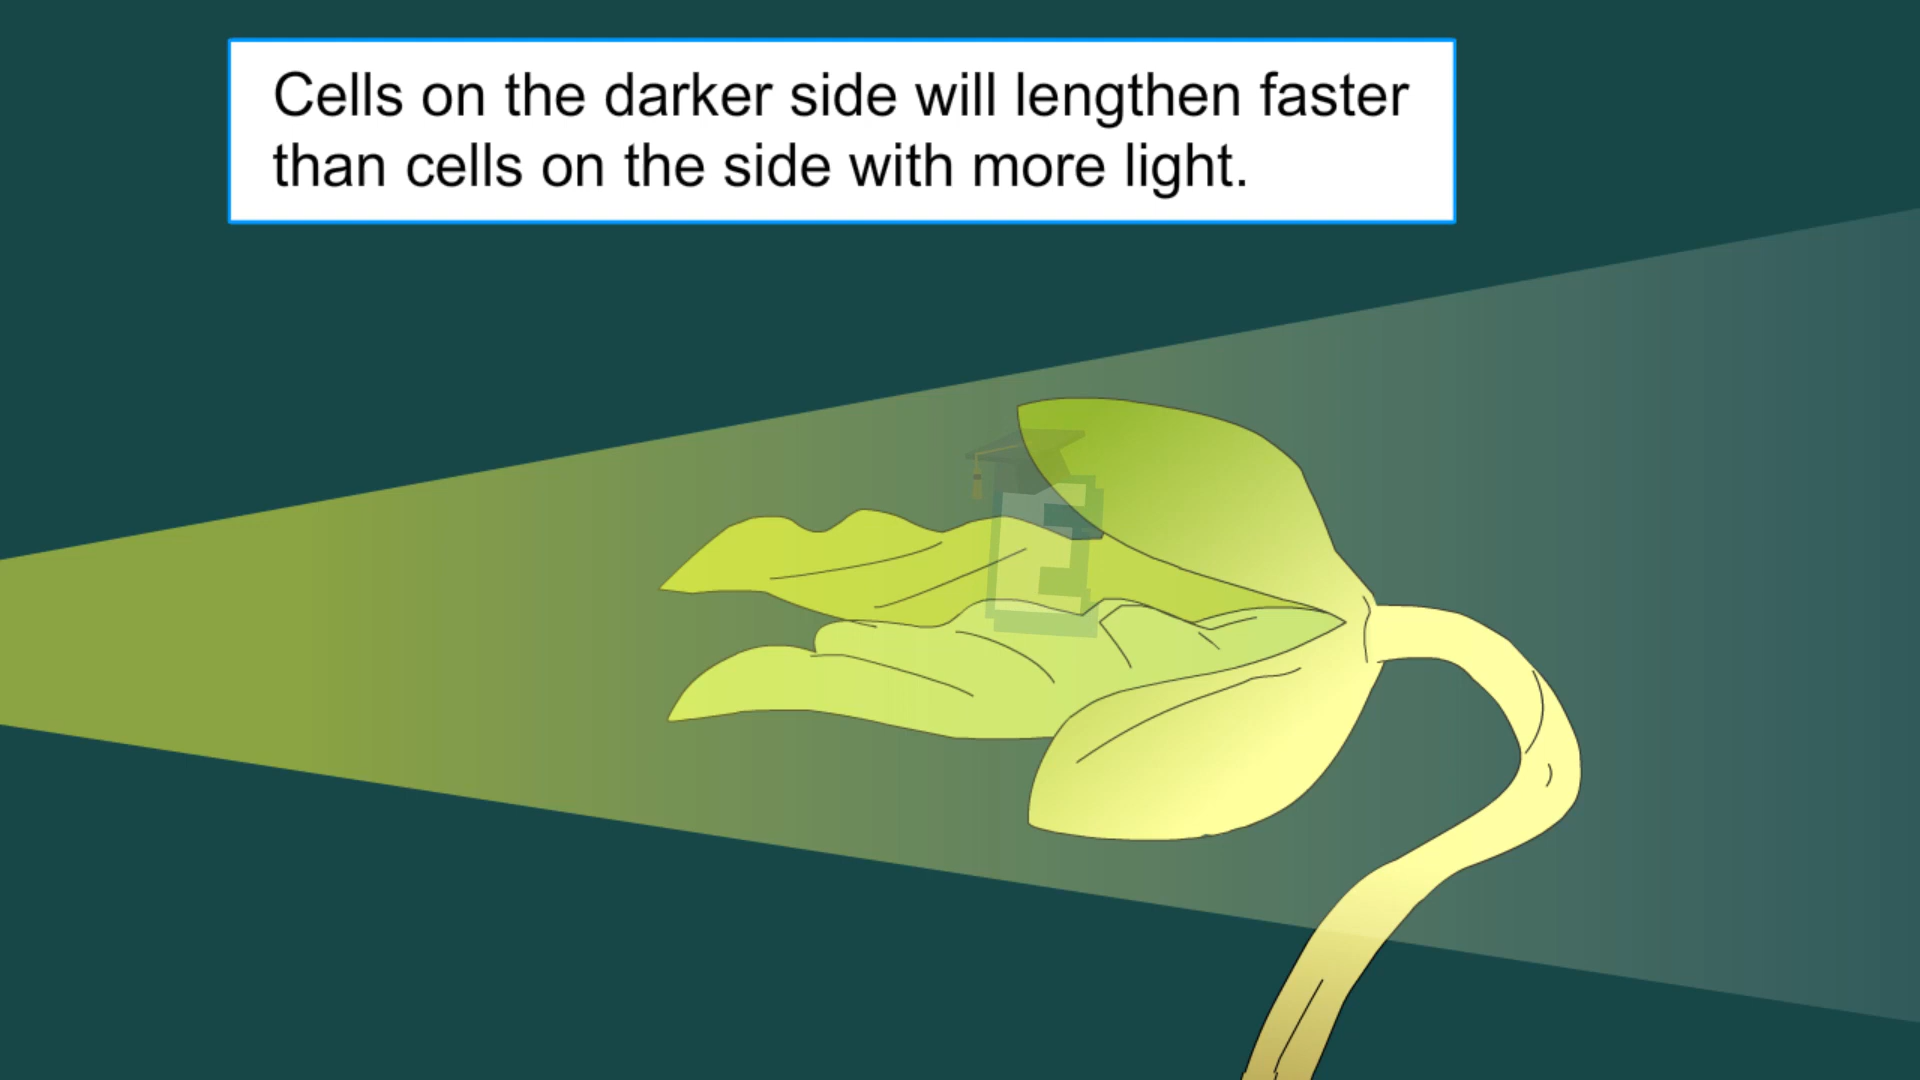 Cells on the darker side will lengthen faster
than cells on the side with more light.